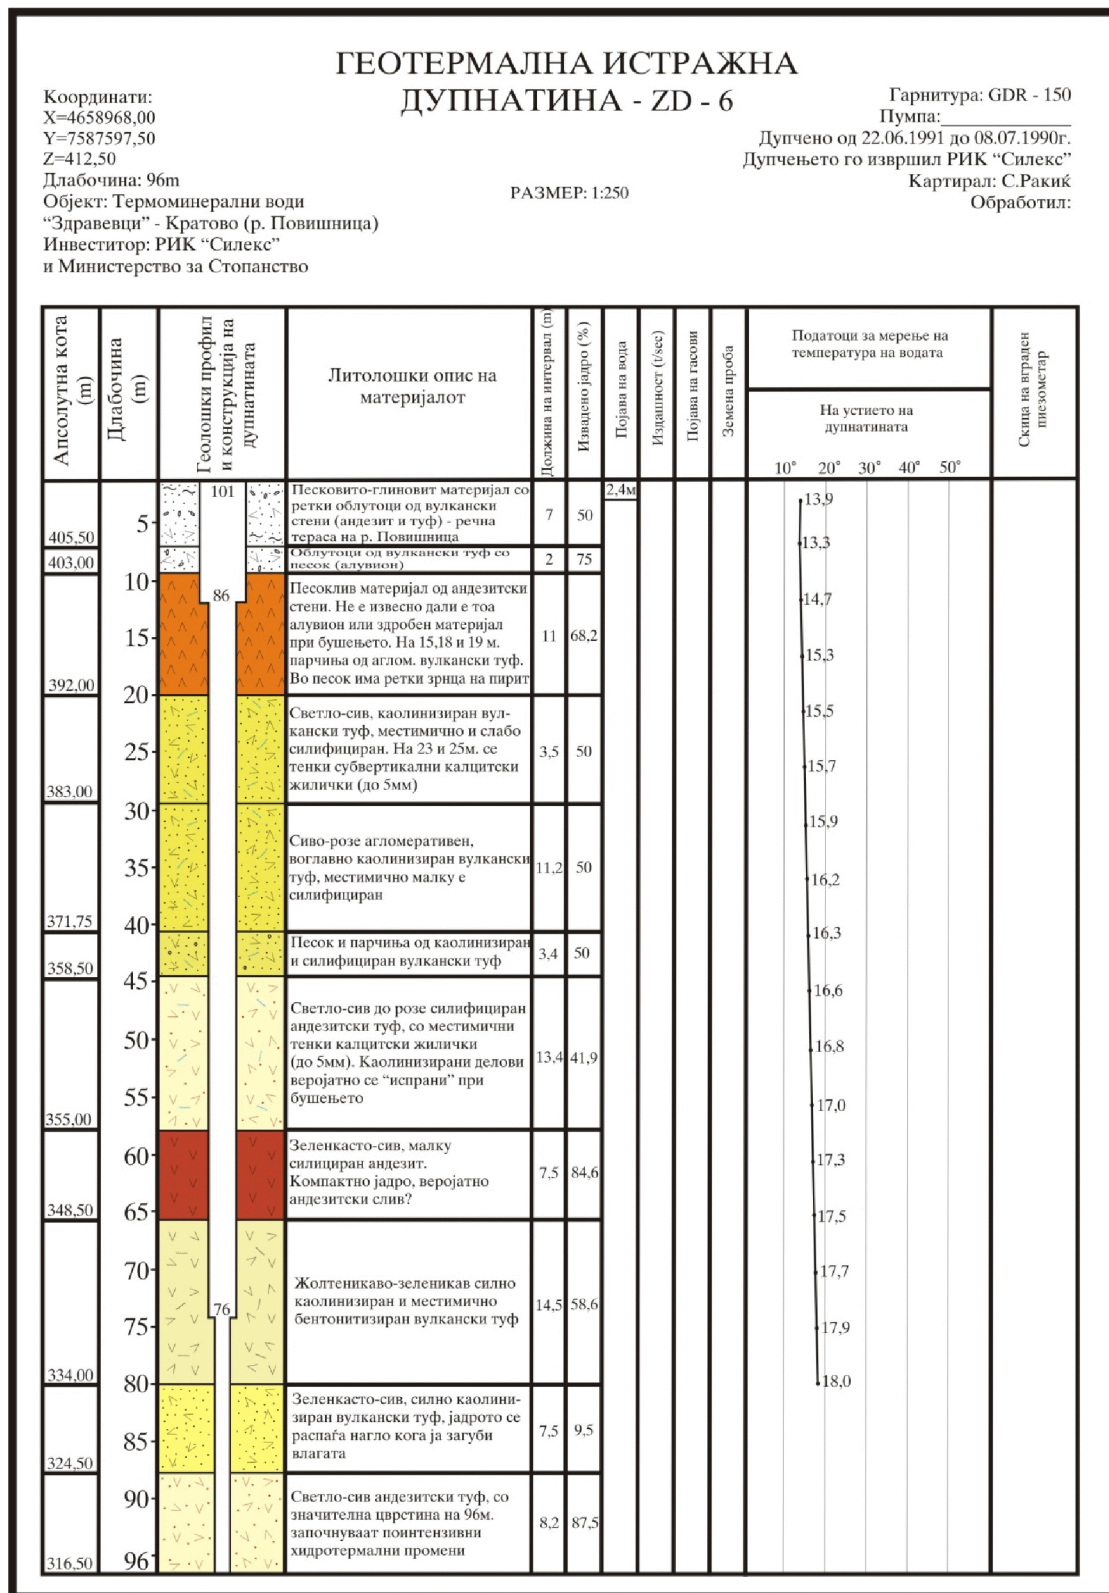 ГЕОТЕРМАЛНА ИСТРАЖНА
ДУПНАТИНА - ZD - 6
Координати:
X=4658968,00
Y=7587597,50
Z=412,50
Длабочина: 96m
Објект: Термоминерални води
“Здравевци” - Кратово (р. Повишница)
Инвеститор: РИК “Силекс”
и Министерство за Стопанство
РАЗМЕР: 1:250
Гарнитура: GDR - 150
Пумпа:
Дупчено од 22.06.1991 до 08.07.1990г.
Дупчењето го извршил РИК “Силекс”
Картирал: С.Ракиќ
Обработил:
Апсолутна кота
(m)
Длабочина
(m)
Геолошки профил
и конструкција на
дупнатината
Литолошки опис на
материјалот
Должина на интервал (m)
Извадено јадро (%)
Појава на вода
Издашност (t/sec)
Појава на гасови
Земена проба
Податоци за мерење на
температура на водата
На устието на
дупнатината
10° 20° 30° 40° 50°
Скица на вграден
пиезометар
405,50
403,00
392,00
383,00
371,75
358,50
355,00
348,50
334,00
324,50
316,50
5
10
15
20
25
30
35
40
45
50
55
60
65
70
75
80
85
90
96
101
86
76
Песковито-глиновит материјал со
ретки облутоци од вулкански
стени (андезит и туф) - речна
тераса на р. Повишница
7 50
2,4м
Облутоци од вулкански туф со
песок (алувион)
2 75
Песоклив материјал од андезитски
стени. Не е извесно дали е тоа
алувион или здробен материјал
при бушењето. На 15,18 и 19 м.
парчиња од аглом. вулкански туф.
Во песок има ретки зрнца на пирит
11 68,2
Светло-сив, каолинизиран вул-
кански туф, местимично и слабо
силифициран. На 23 и 25м. се
тенки субвертикални калцитски
жилички (до 5мм)
3,5 50
Сиво-розе агломеративен,
воглавно каолинизиран вулкански
туф, местимично малку е
силифициран
11,2 50
Песок и парчиња од каолинизиран
и силифициран вулкански туф
3,4 50
Светло-сив до розе силифициран
андезитски туф, со местимични
тенки калцитски жилички
(до 5мм). Каолинизирани делови
веројатно се “испрани” при
бушењето
13,4 41,9
Зеленкасто-сив, малку
силициран андезит.
Компактно јадро, веројатно
андезитски слив?
7,5 84,6
Жолтеникаво-зеленикав силно
каолинизиран и местимично
бентонитизиран вулкански туф
14,5 58,6
Зеленкасто-сив, силно каолини-
зиран вулкански туф, јадрото се
распаѓа нагло кога ја загуби
влагата
7,5 9,5
Светло-сив андезитски туф, со
значителна цврстина на 96м.
започнуваат поинтензивни
хидротермални промени
8,2 87,5
13,9
13,3
14,7
15,3
15,5
15,7
15,9
16,2
16,3
16,6
16,8
17,0
17,3
17,5
17,7
17,9
18,0